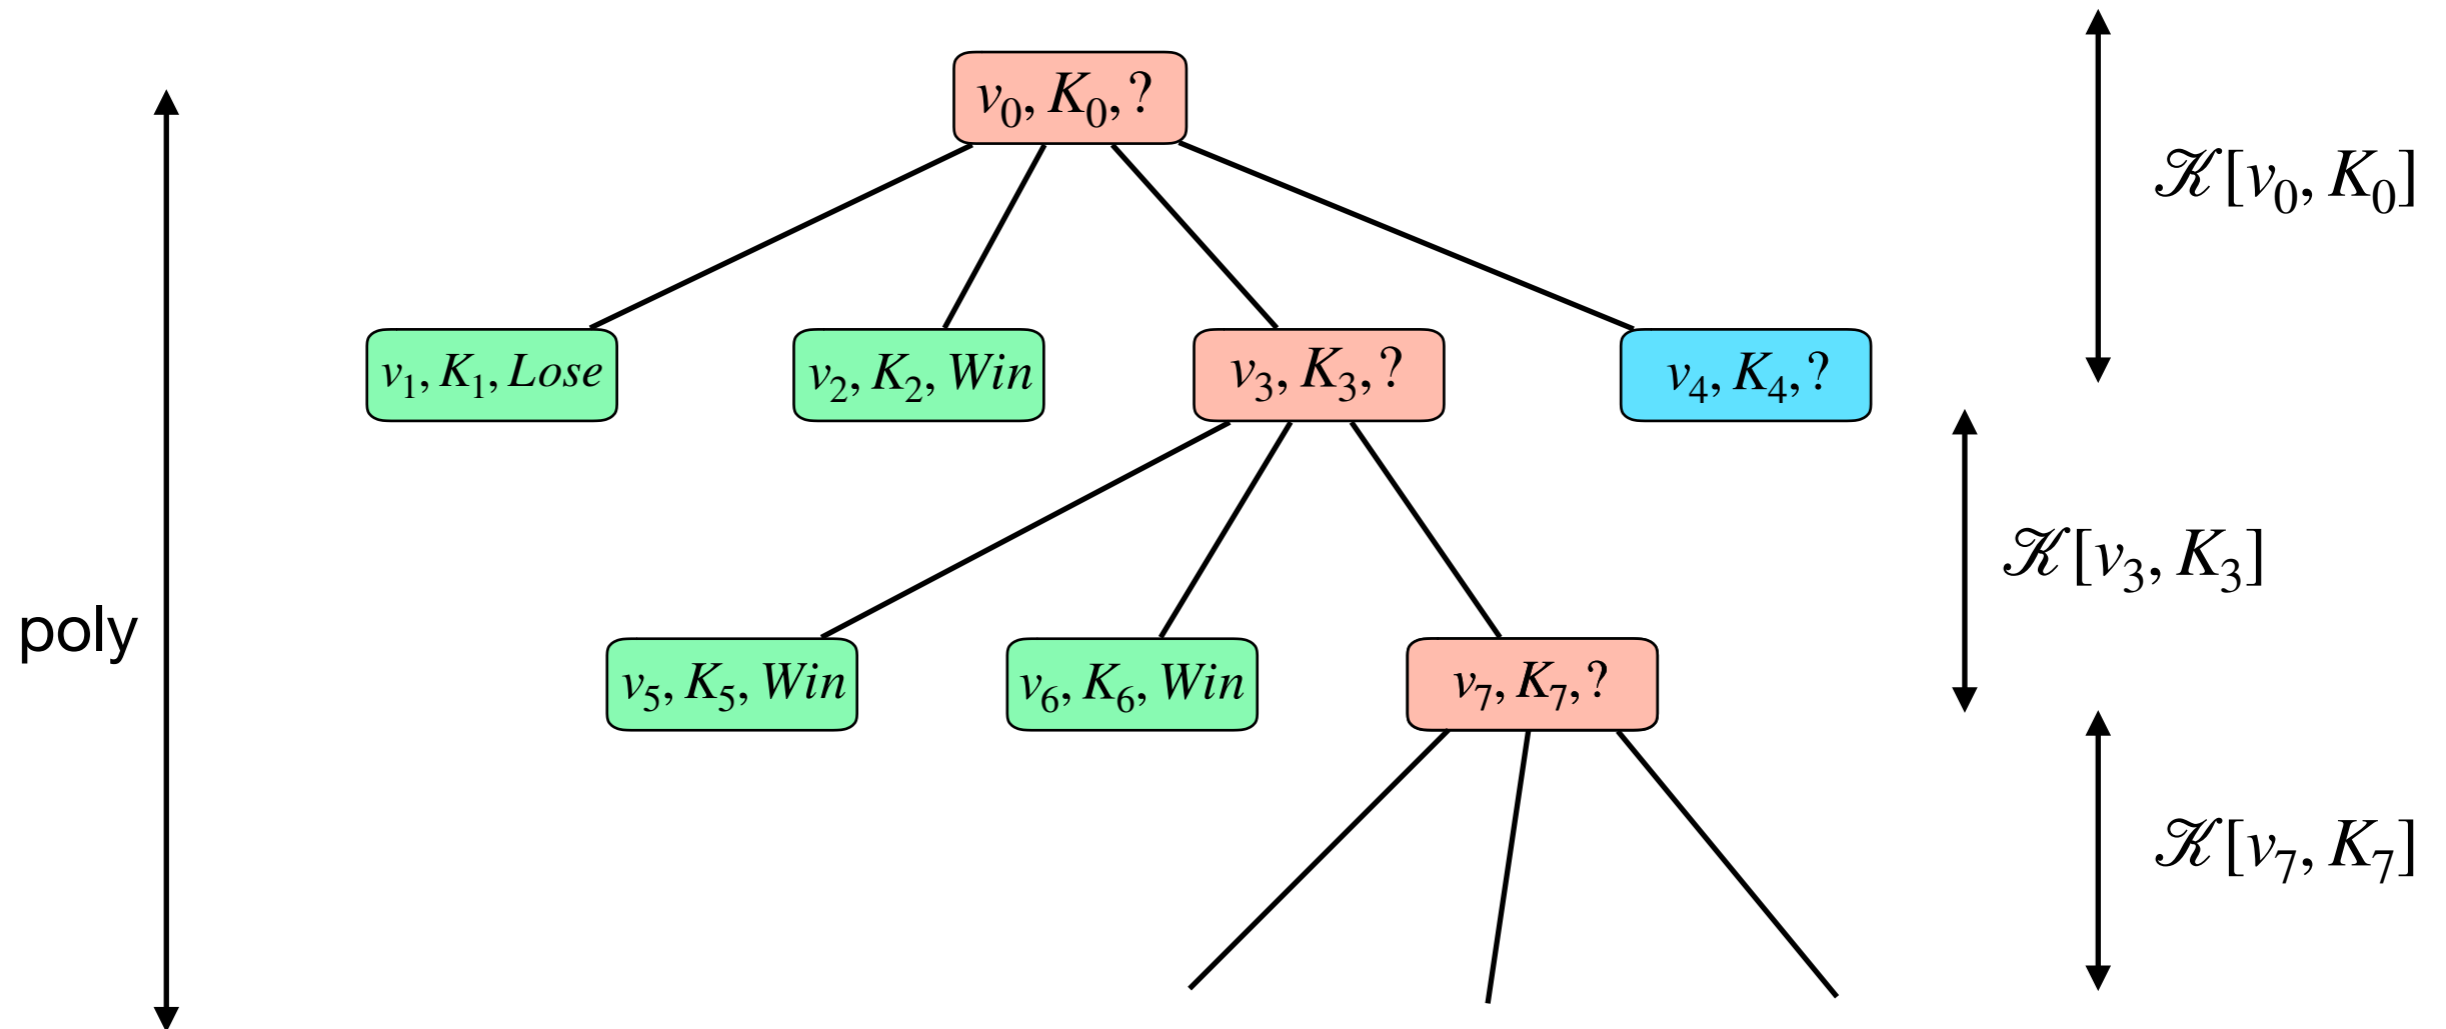 v₀, K₀, ?
𝒦[v₀, K₀]
v₁, K₁, Lose
v₂, K₂, Win
v₃, K₃, ?
v₄, K₄, ?
𝒦[v₃, K₃]
poly
v₅, K₅, Win
v₆, K₆, Win
v₇, K₇, ?
𝒦[v₇, K₇]